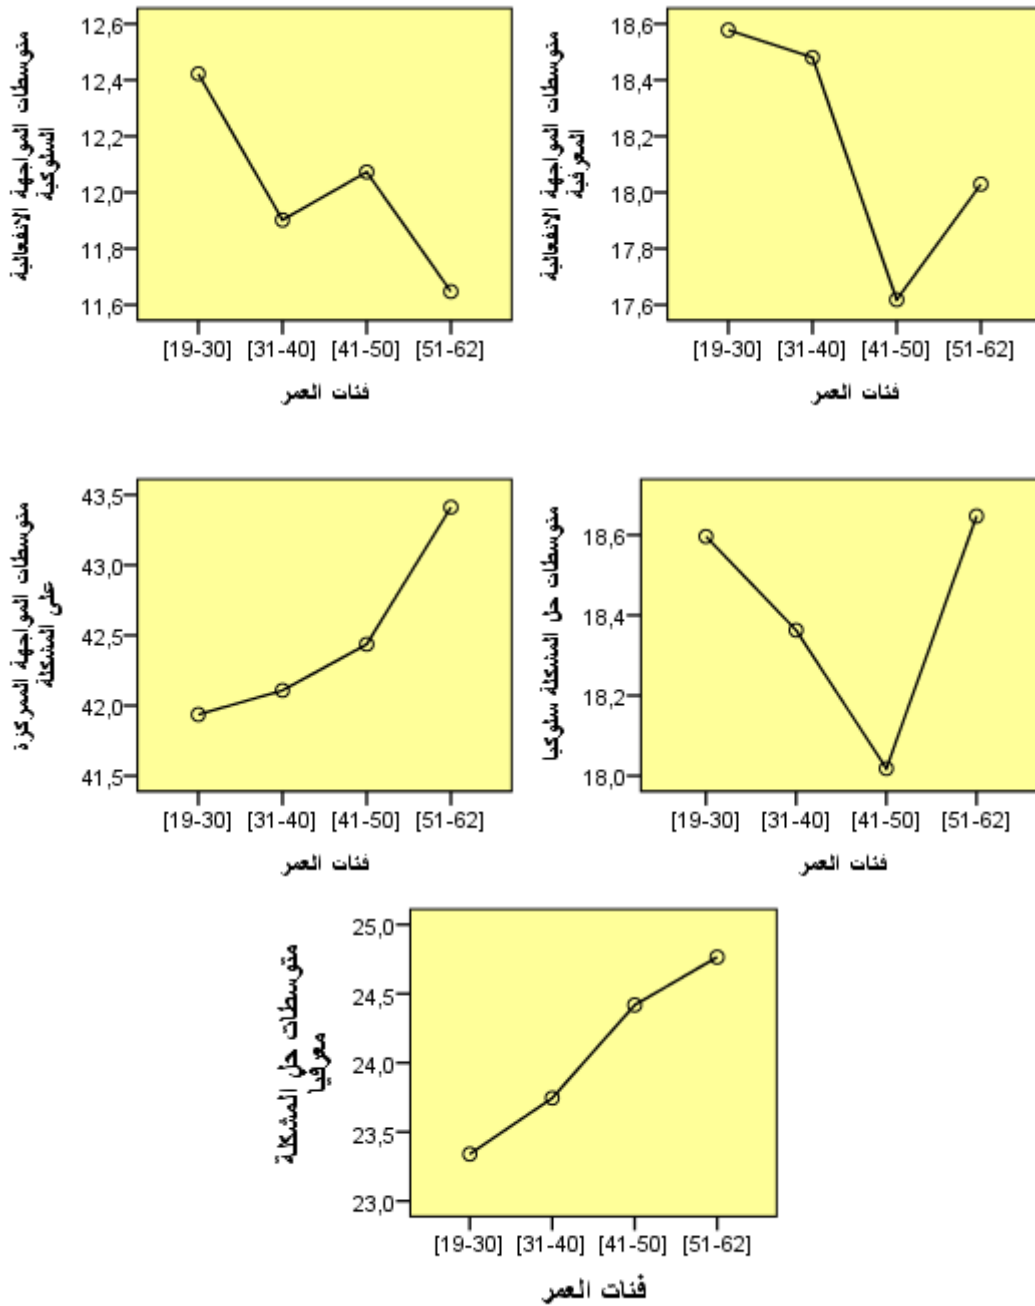 متوسطات المواجهة الانفعالية
السلوكية
12,6
12,4
12,2
12,0
11,8
11,6
[19-30] [31-40] [41-50] [51-62]
فئات العمر
متوسطات المواجهة الانفعالية
المعرفية
18,6
18,4
18,2
18,0
17,8
17,6
[19-30] [31-40] [41-50] [51-62]
فئات العمر
متوسطات المواجهة الممركزة
على المشكلة
43,5
43,0
42,5
42,0
41,5
[19-30] [31-40] [41-50] [51-62]
فئات العمر
متوسطات حل المشكلة سلوكيا
18,6
18,4
18,2
18,0
[19-30] [31-40] [41-50] [51-62]
فئات العمر
متوسطات حل المشكلة
معرفيا
25,0
24,5
24,0
23,5
23,0
[19-30] [31-40] [41-50] [51-62]
فئات العمر